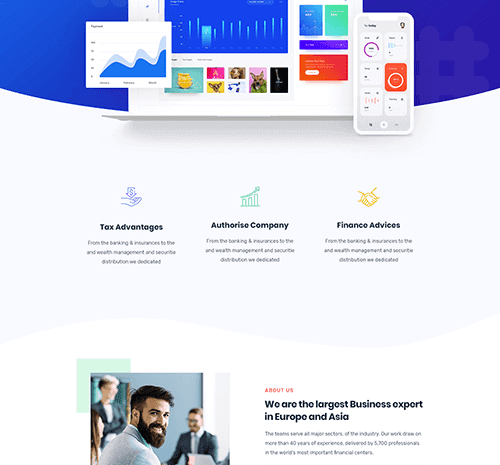 Payment
January
February
March
Tax Advantages
From the banking & insurances to the
and wealth management and securitie
distribution we dedicated
Authorise Company
From the banking & insurances to the
and wealth management and securitie
distribution we dedicated
Finance Advices
From the banking & insurances to the
and wealth management and securitie
distribution we dedicated
ABOUT US
We are the largest Business expert
in Europe and Asia
The teams serve all major sectors, of the industry. Our work draw on
more than 40 years of experience, delivered by 5,700 professionals
in the world's most important financial centers.